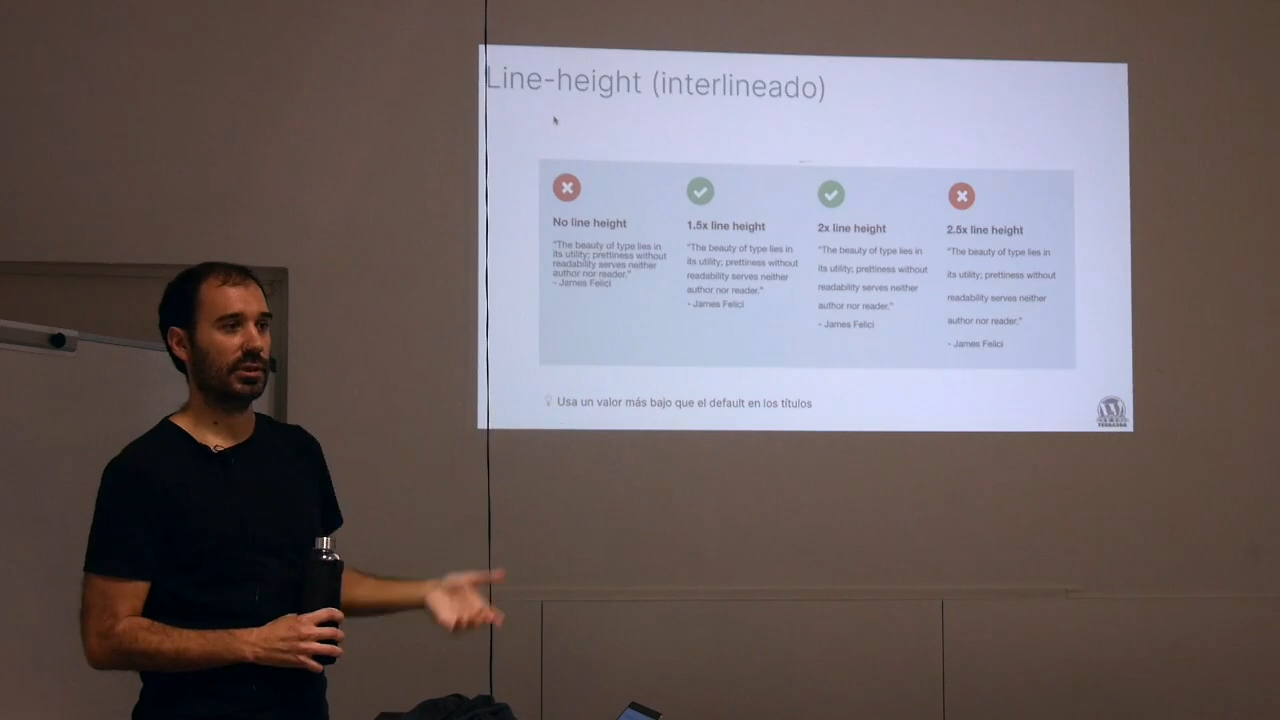 Line-height (interlineado)
No line height
"The beauty of type lies in
its utility; prettiness without
readability serves neither
author nor reader."
- James Felici
1.5x line height
"The beauty of type lies in
its utility; prettiness without
readability serves neither
author nor reader."
- James Felici
2x line height
"The beauty of type lies in
its utility; prettiness without
readability serves neither
author nor reader."
- James Felici
2.5x line height
"The beauty of type lies in
its utility; prettiness without
readability serves neither
author nor reader."
- James Felici
Usa un valor más bajo que el default en los títulos
TERRASSA